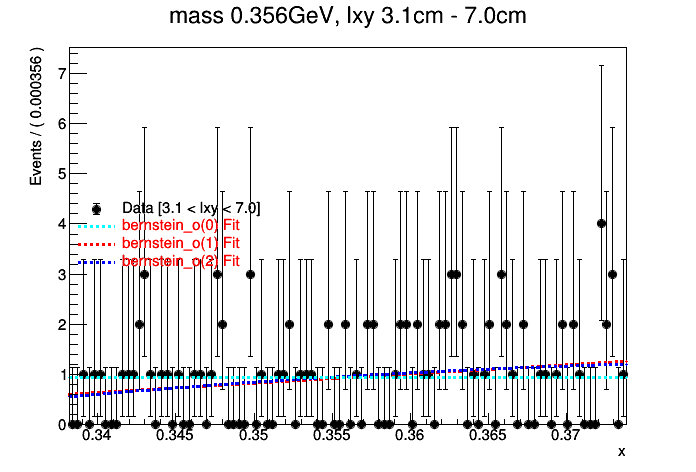 mass 0.356GeV, lxy 3.1cm - 7.0cm
Events / ( 0.000356 )
7
6
5
4
3
2
1
0
Data [3.1 < lxy < 7.0]
bernstein_o(0) Fit
bernstein_o(1) Fit
bernstein_o(2) Fit
0.34 0.345 0.35 0.355 0.36 0.365 0.37
x